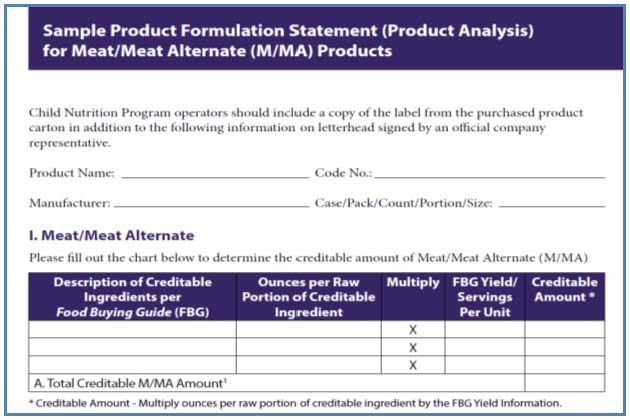 Sample Product Formulation Statement (Product Analysis)
for Meat/Meat Alternate (M/MA) Products
Child Nutrition Program operators should include a copy of the label from the purchased product
carton in addition to the following information on letterhead signed by an official company
representative.
Product Name: Code No.:
Manufacturer: Case/Pack/Count/Portion/Size:
I. Meat/Meat Alternate
Please fill out the chart below to determine the creditable amount of Meat/Meat Alternate (M/MA)
Description of Creditable
Ingredients per
Food Buying Guide (FBG)
Ounces per Raw
Portion of Creditable
Ingredient
Multiply
FBG Yield/
Servings
Per Unit
Creditable
Amount *
X
X
X
A. Total Creditable M/MA Amount¹
* Creditable Amount - Multiply ounces per raw portion of creditable ingredient by the FBG Yield Information.